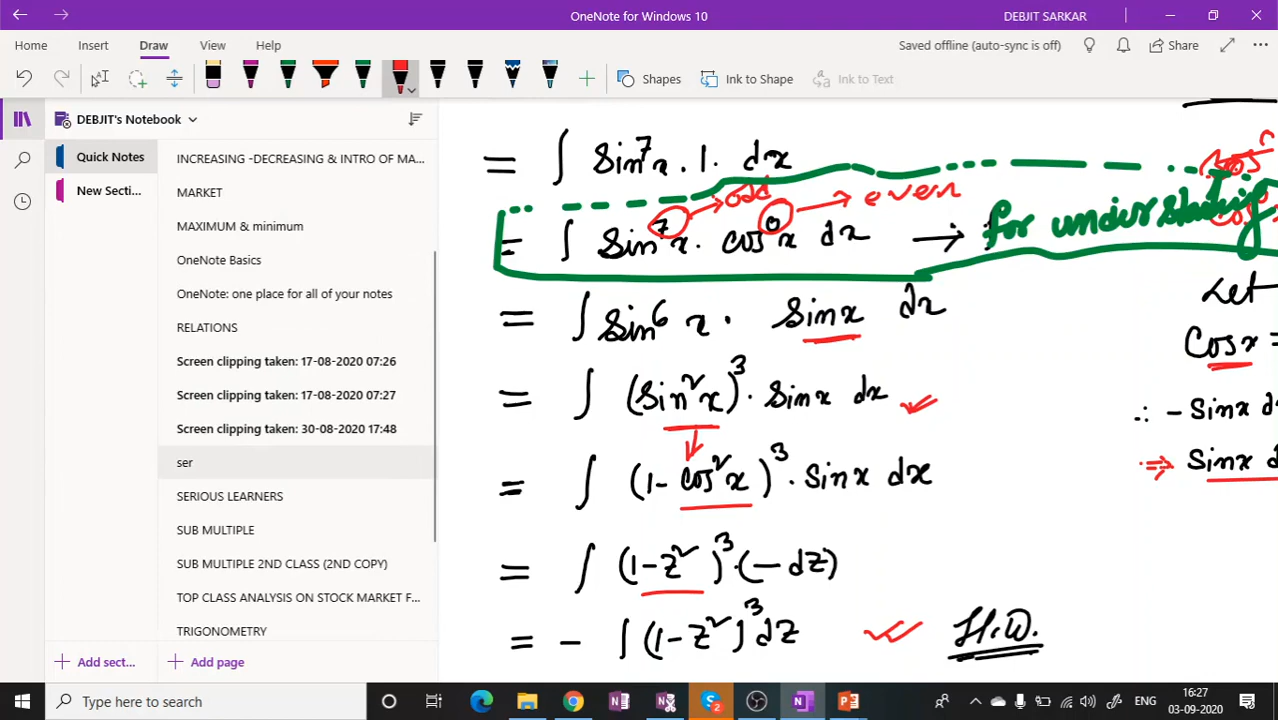 OneNote for Windows 10
DEBJIT SARKAR
Home Insert Draw View Help
Saved offline (auto-sync is off) Share
Shapes Ink to Shape Ink to Text
DEBJIT's Notebook
Quick Notes
New Secti...
INCREASING -DECREASING & INTRO OF MA...
MARKET
MAXIMUM & minimum
OneNote Basics
OneNote: one place for all of your notes
RELATIONS
Screen clipping taken: 17-08-2020 07:26
Screen clipping taken: 17-08-2020 07:27
Screen clipping taken: 30-08-2020 17:48
ser
SERIOUS LEARNERS
SUB MULTIPLE
SUB MULTIPLE 2ND CLASS (2ND COPY)
TOP CLASS ANALYSIS ON STOCK MARKET F...
TRIGONOMETRY
Add sect...
Add page
= ∫ sin⁷x . 1 . dx
odd even
= ∫ sin⁷x . cos⁰x dx → for understanding
= ∫ sin⁶ x . sinx dx
= ∫ (sin²x)³ . sinx dx
= ∫ (1 - cos²x)³ . sinx dx
= ∫ (1 - z²)³ . (- dz)
= - ∫ (1 - z²)³ dz H.W.
Let
Cosx =
∴ - Sinx d
⇒ Sinx d
Type here to search
ENG
16:27
03-09-2020